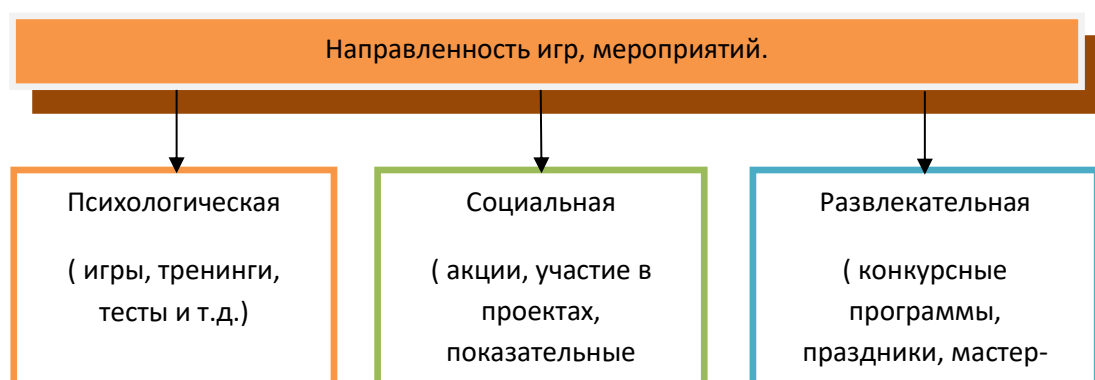 Направленность игр, мероприятий.
Психологическая
( игры, тренинги,
тесты и т.д.)
Социальная
( акции, участие в
проектах,
показательные
Развлекательная
( конкурсные
программы,
праздники, мастер-